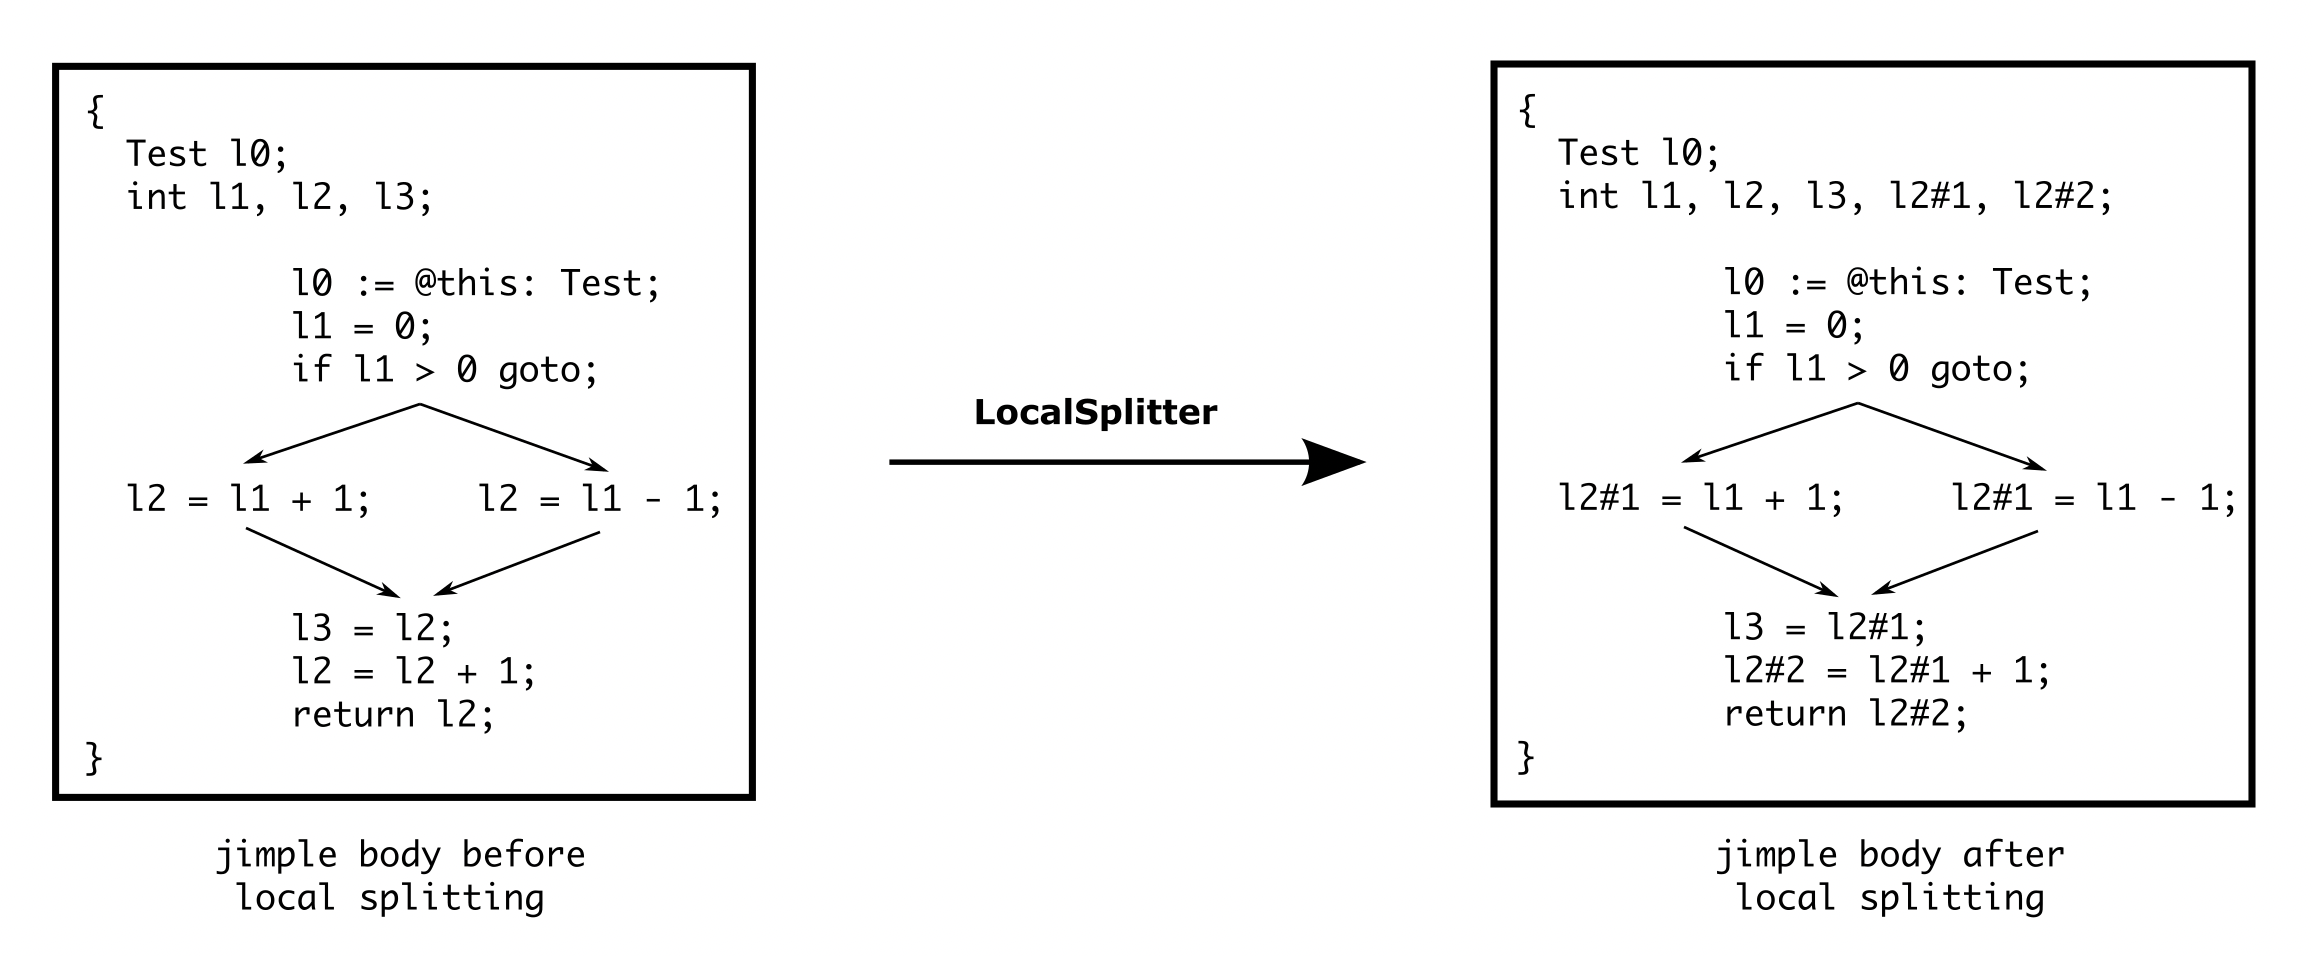 {
Test l0;
int l1, l2, l3;
l0 := @this: Test;
l1 = 0;
if l1 > 0 goto;
l2 = l1 + 1;
l2 = l1 - 1;
l3 = l2;
l2 = l2 + 1;
return l2;
}
jimple body before
local splitting
LocalSplitter
{
Test l0;
int l1, l2, l3, l2#1, l2#2;
l0 := @this: Test;
l1 = 0;
if l1 > 0 goto;
l2#1 = l1 + 1;
l2#1 = l1 - 1;
l3 = l2#1;
l2#2 = l2#1 + 1;
return l2#2;
}
jimple body after
local splitting